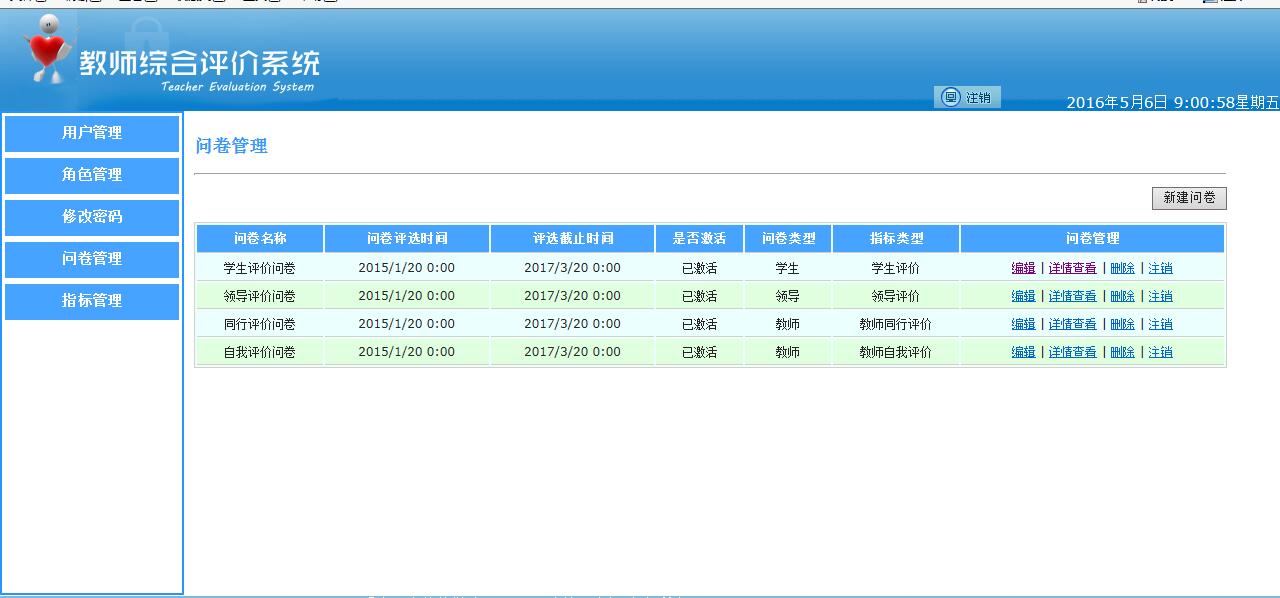 教师综合评价系统
Teacher Evaluation System
注销
2016年5月6日 9:00:58星期五
用户管理
角色管理
修改密码
问卷管理
指标管理
问卷管理
新建问卷
问卷名称 问卷评选时间 评选截止时间 是否激活 问卷类型 指标类型 问卷管理
学生评价问卷 2015/1/20 0:00 2017/3/20 0:00 已激活 学生 学生评价 编辑 | 详情查看 | 删除 | 注销
领导评价问卷 2015/1/20 0:00 2017/3/20 0:00 已激活 领导 领导评价 编辑 | 详情查看 | 删除 | 注销
同行评价问卷 2015/1/20 0:00 2017/3/20 0:00 已激活 教师 教师同行评价 编辑 | 详情查看 | 删除 | 注销
自我评价问卷 2015/1/20 0:00 2017/3/20 0:00 已激活 教师 教师自我评价 编辑 | 详情查看 | 删除 | 注销